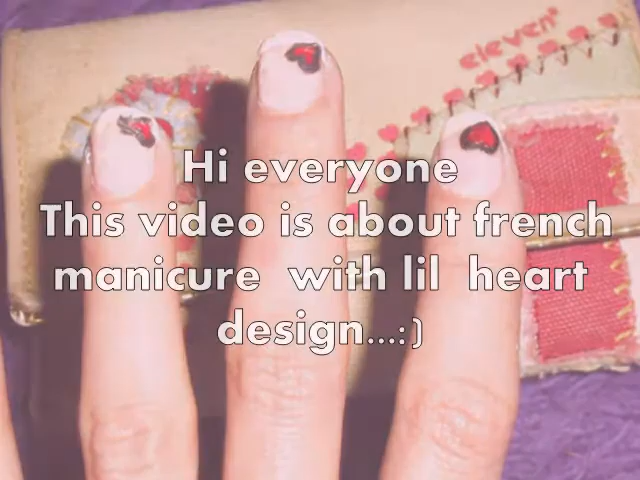 eleven
Hi everyone
This video is about french
manicure with lil heart
design...:)